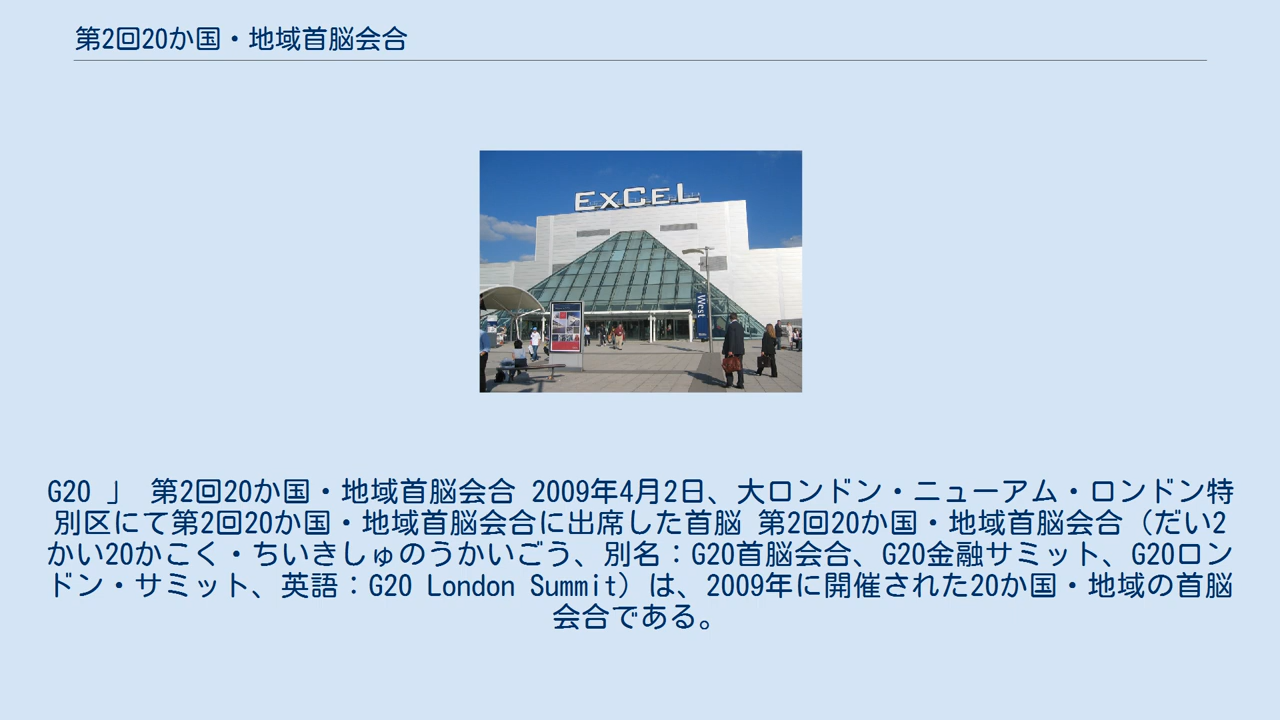 第2回20か国・地域首脳会合
EXCEL
West
G20 」 第2回20か国・地域首脳会合 2009年4月2日、大ロンドン・ニューアム・ロンドン特
別区にて第2回20か国・地域首脳会合に出席した首脳 第2回20か国・地域首脳会合（だい2
かい20かこく・ちいきしゅのうかいごう、別名：G20首脳会合、G20金融サミット、G20ロン
ドン・サミット、英語：G20 London Summit）は、2009年に開催された20か国・地域の首脳
会合である。